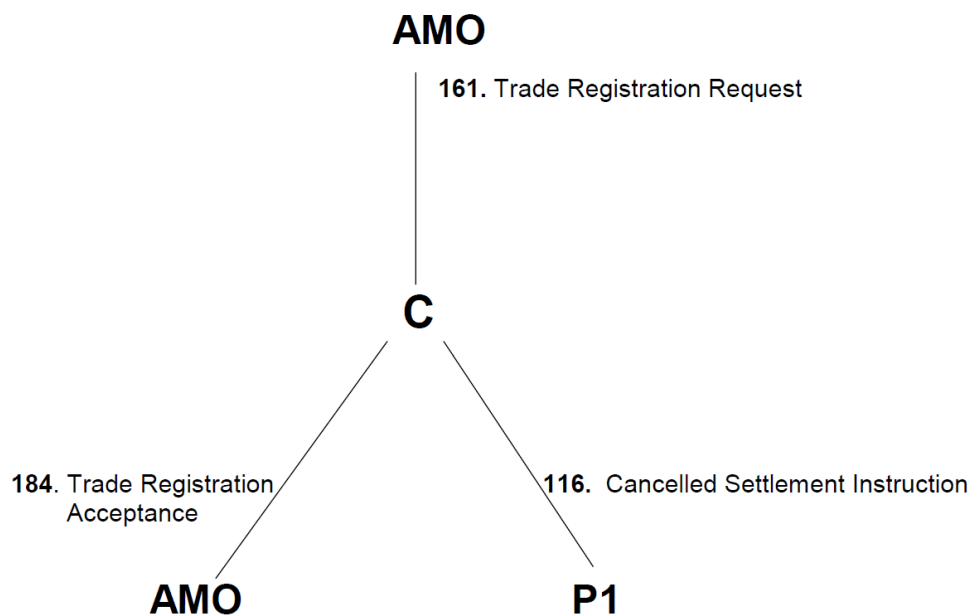 AMO
161. Trade Registration Request
C
184. Trade Registration
Acceptance
116. Cancelled Settlement Instruction
AMO
P1